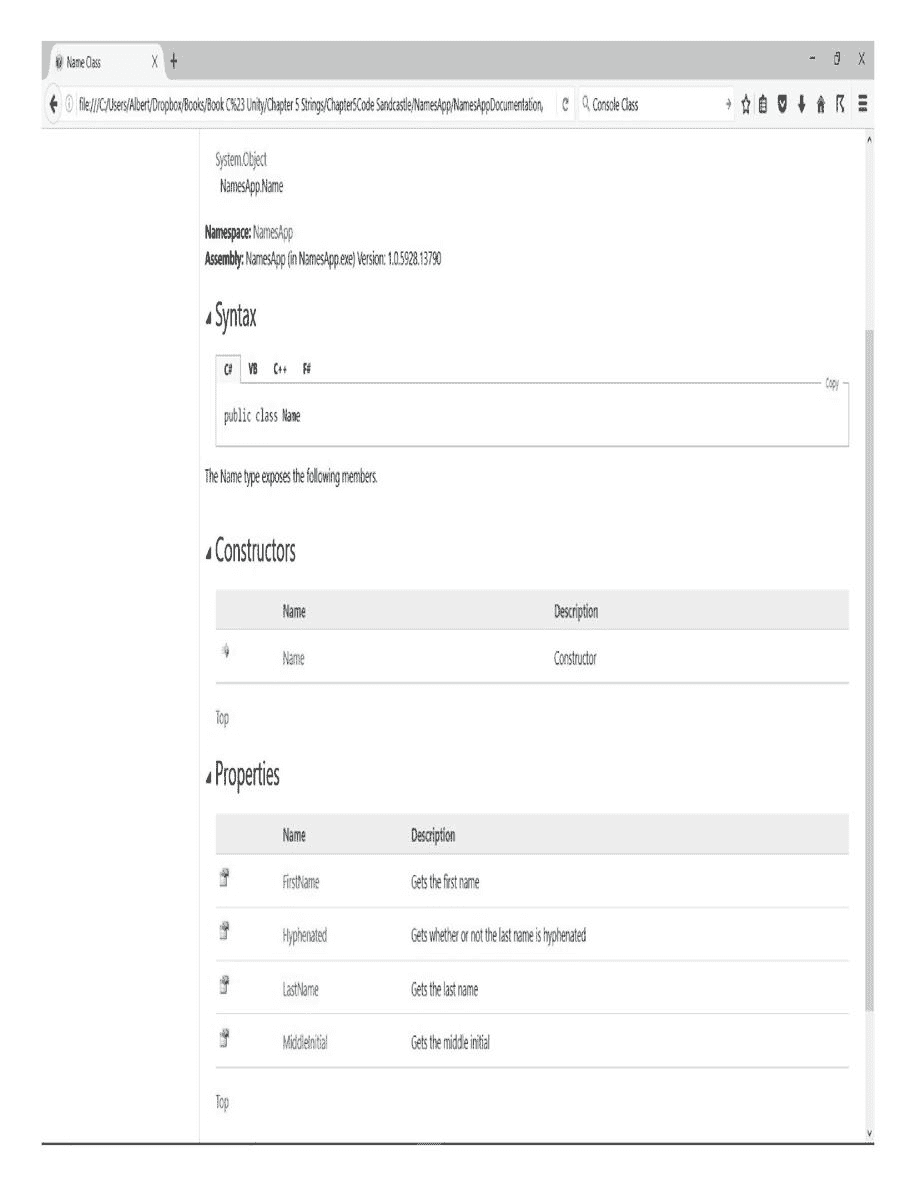 Name Class X +
file:///C:/Users/Albert/Dropbox/Books/Book C%23 Unity/Chapter 5 Strings/Chapter5Code Sandcastle/NamesApp/NamesAppDocumentation, Console Class
System.Object
NamesApp.Name
Namespace: NamesApp
Assembly: NamesApp (in NamesApp.exe) Version: 1.0.5928.13790
Syntax
C# VB C++ F#
Copy
public class Name
The Name type exposes the following members.
Constructors
Name Description
Name Constructor
Top
Properties
Name Description
FirstName Gets the first name
Hyphenated Gets whether or not the last name is hyphenated
LastName Gets the last name
MiddleInitial Gets the middle initial
Top